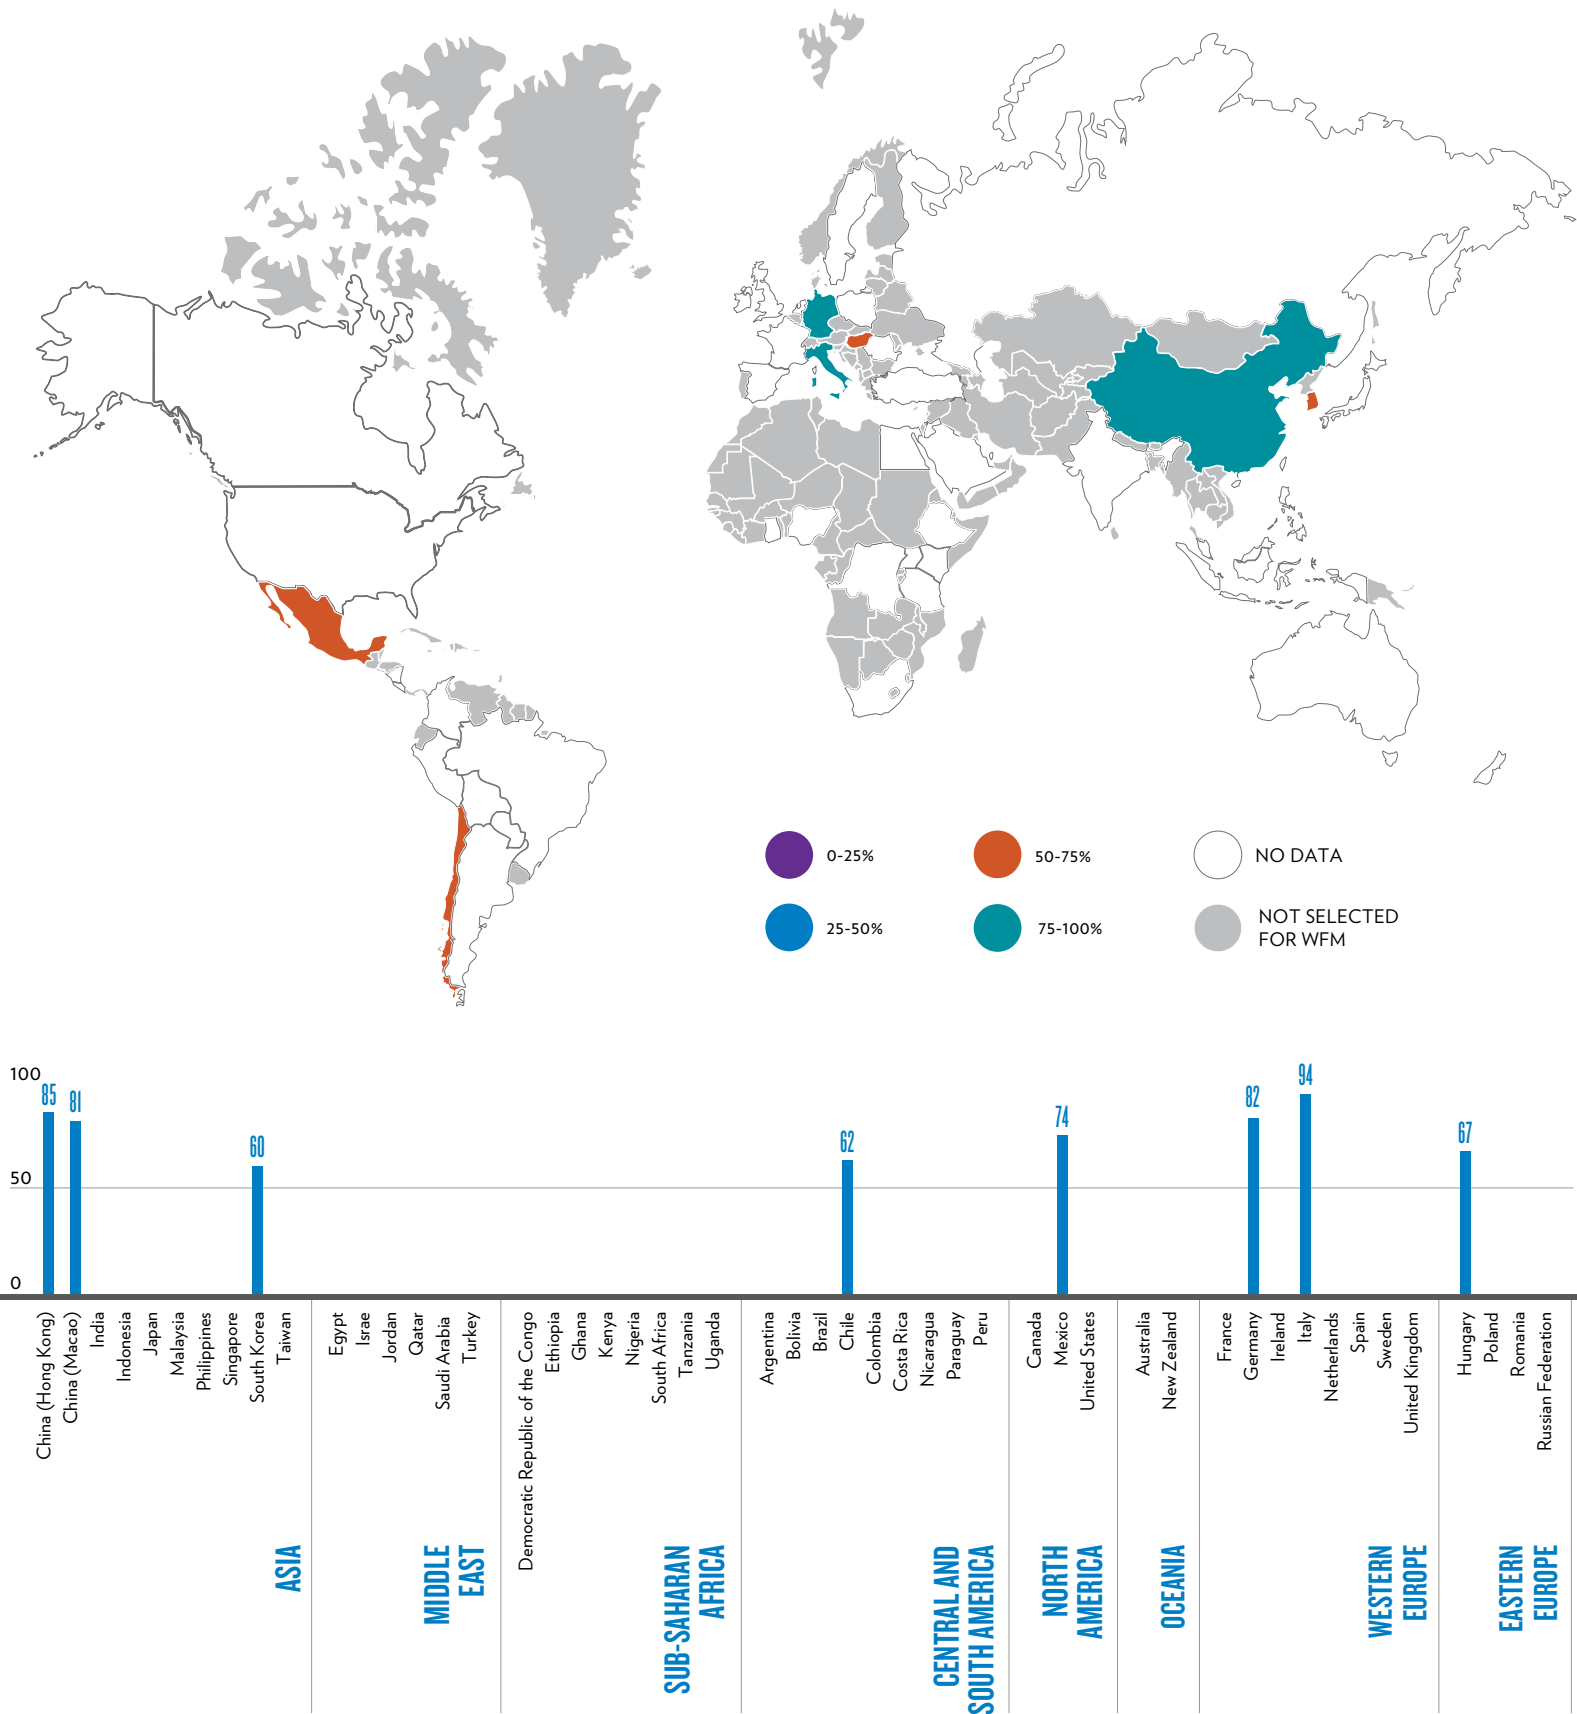 0-25%
50-75%
NO DATA
25-50%
75-100%
NOT SELECTED
FOR WFM
100
50
0
85
81
60
62
74
82
94
67
China (Hong Kong)
China (Macao)
India
Indonesia
Japan
Malaysia
Philippines
Singapore
South Korea
Taiwan
Egypt
Israe
Jordan
Qatar
Saudi Arabia
Turkey
Democratic Republic of the Congo
Ethiopia
Ghana
Kenya
Nigeria
South Africa
Tanzania
Uganda
Argentina
Bolivia
Brazil
Chile
Colombia
Costa Rica
Nicaragua
Paraguay
Peru
Canada
Mexico
United States
Australia
New Zealand
France
Germany
Ireland
Italy
Netherlands
Spain
Sweden
United Kingdom
Hungary
Poland
Romania
Russian Federation
ASIA
MIDDLE
EAST
SUB-SAHARAN
AFRICA
CENTRAL AND
SOUTH AMERICA
NORTH
AMERICA
OCEANIA
WESTERN
EUROPE
EASTERN
EUROPE